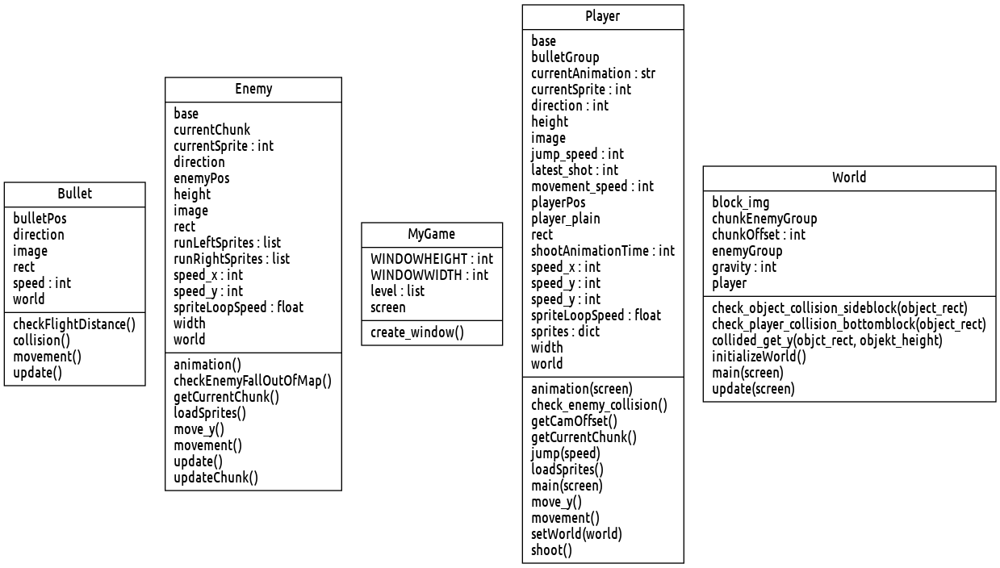 Bullet
bulletPos
direction
image
rect
speed : int
world
checkFlightDistance()
collision()
movement()
update()
Enemy
base
currentChunk
currentSprite : int
direction
enemyPos
height
image
rect
runLeftSprites : list
runRightSprites : list
speed_x : int
speed_y : int
spriteLoopSpeed : float
width
world
animation()
checkEnemyFallOutOfMap()
getCurrentChunk()
loadSprites()
move_y()
movement()
update()
updateChunk()
MyGame
WINDOWHEIGHT : int
WINDOWWIDTH : int
level : list
screen
create_window()
Player
base
bulletGroup
currentAnimation : str
currentSprite : int
direction : int
height
image
jump_speed : int
latest_shot : int
movement_speed : int
playerPos
player_plain
rect
shootAnimationTime : int
speed_x : int
speed_y : int
speed_y : int
spriteLoopSpeed : float
sprites : dict
width
world
animation(screen)
check_enemy_collision()
getCamOffset()
getCurrentChunk()
jump(speed)
loadSprites()
main(screen)
move_y()
movement()
setWorld(world)
shoot()
World
block_img
chunkEnemyGroup
chunkOffset : int
enemyGroup
gravity : int
player
check_object_collision_sideblock(object_rect)
check_player_collision_bottomblock(object_rect)
collided_get_y(objct_rect, objekt_height)
initializeWorld()
main(screen)
update(screen)